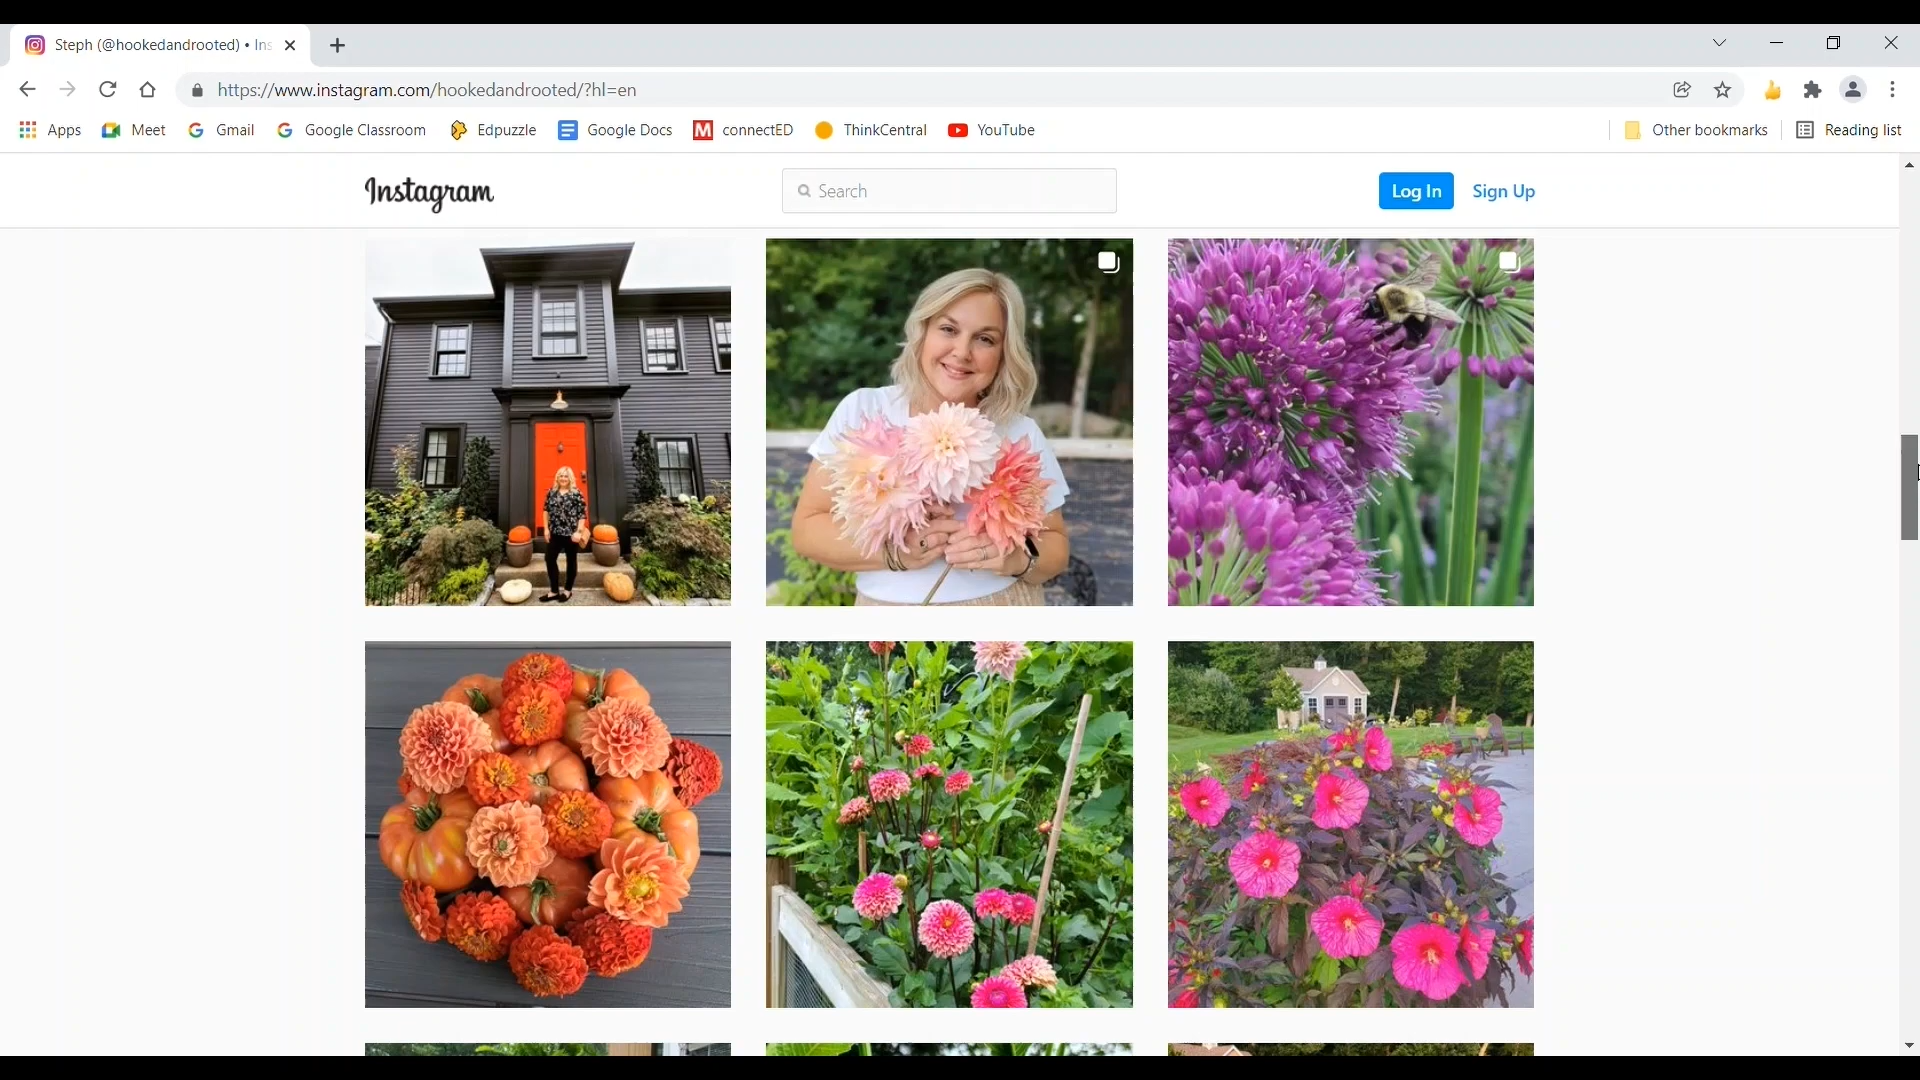 Steph (@hookedandrooted) • Ins
https://www.instagram.com/hookedandrooted/?hl=en
Apps Meet Gmail Google Classroom Edpuzzle Google Docs M connectED ThinkCentral YouTube Other bookmarks Reading list
Instagram Search Log In Sign Up